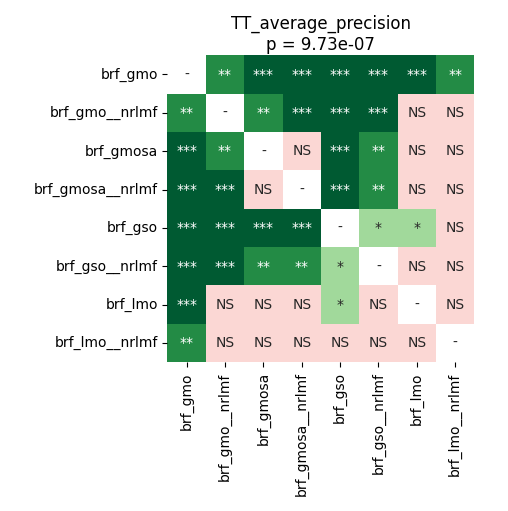 TT_average_precision
p = 9.73e-07
brf_gmo - ** *** *** *** *** *** **
brf_gmo__nrlmf ** - ** *** *** *** NS NS
brf_gmosa *** ** - NS *** ** NS NS
brf_gmosa__nrlmf *** *** NS - *** ** NS NS
brf_gso *** *** *** *** - * * NS
brf_gso__nrlmf *** *** ** ** * - NS NS
brf_lmo *** NS NS NS * NS - NS
brf_lmo__nrlmf ** NS NS NS NS NS NS -
brf_gmo
brf_gmo__nrlmf
brf_gmosa
brf_gmosa__nrlmf
brf_gso
brf_gso__nrlmf
brf_lmo
brf_lmo__nrlmf